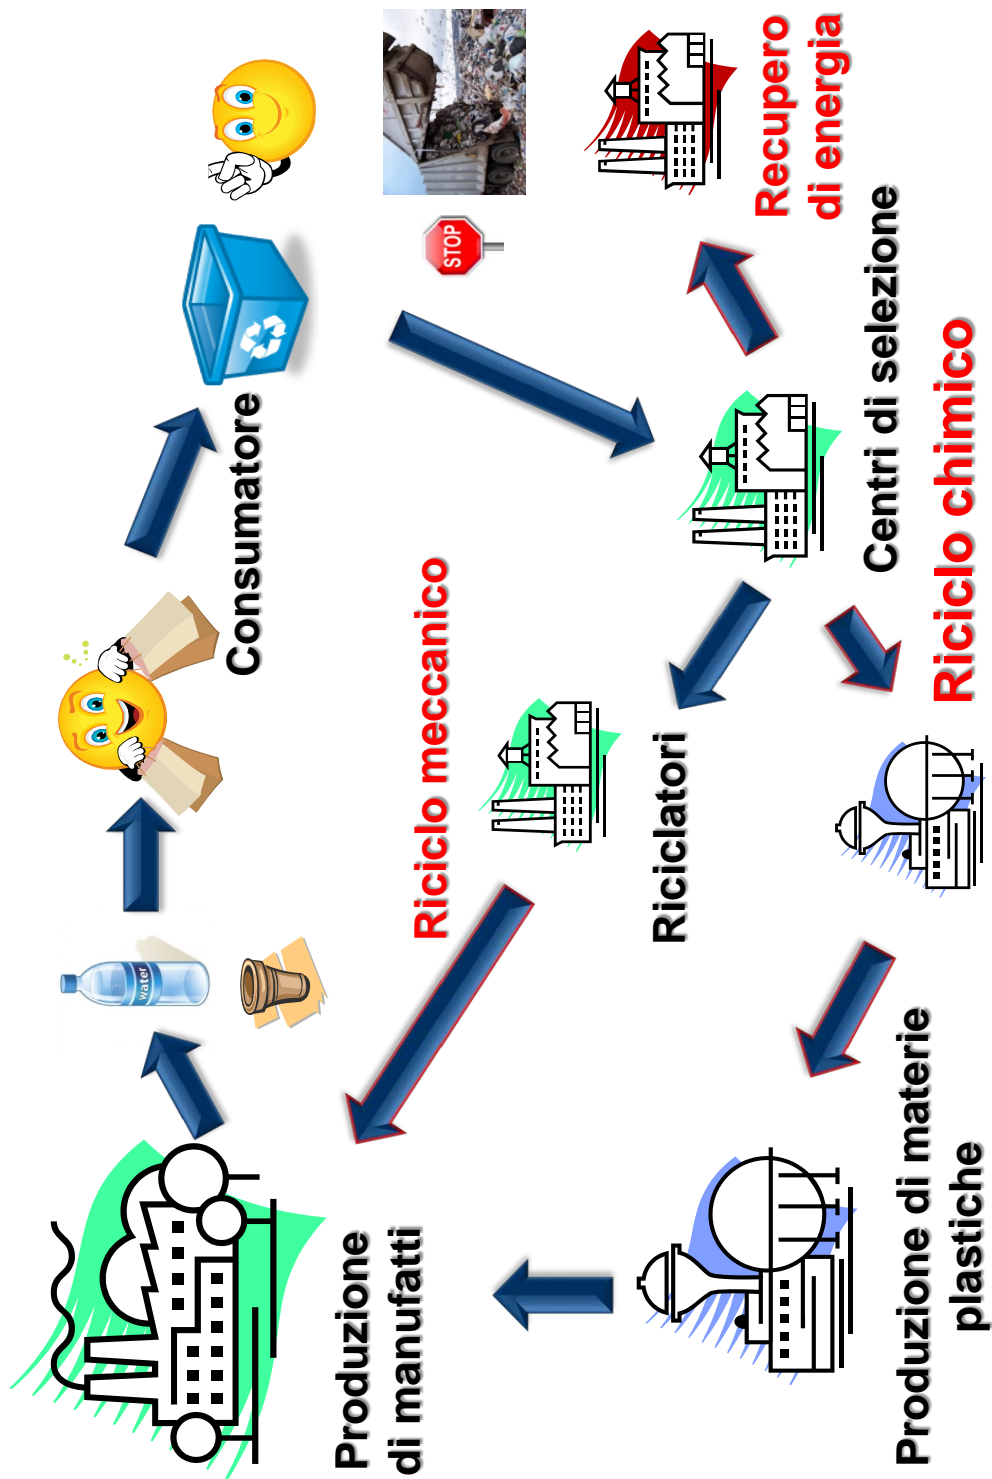 water
Consumatore
STOP
Produzione
di manufatti
Riciclo meccanico
Riciclatori
Recupero
di energia
Centri di selezione
Riciclo chimico
Produzione di materie
plastiche